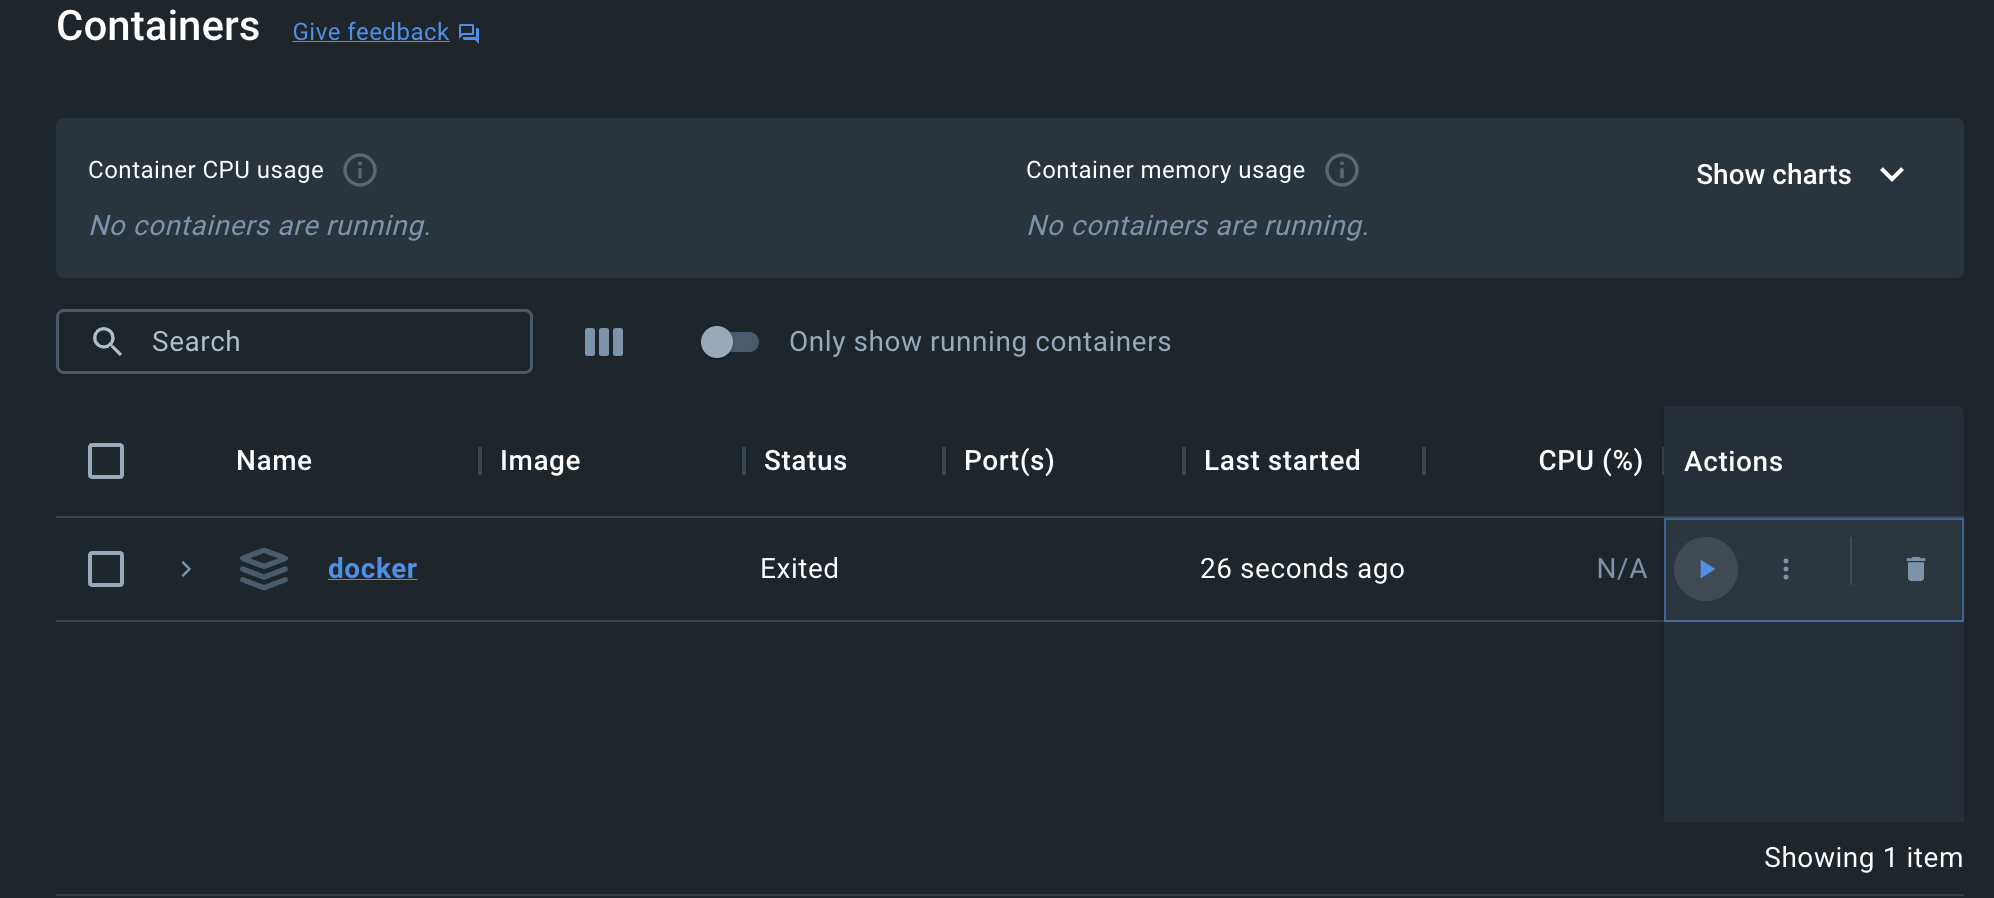 Containers Give feedback
Container CPU usage
No containers are running.
Container memory usage
No containers are running.
Show charts
Search
Only show running containers
Name Image Status Port(s) Last started CPU (%) Actions
docker Exited 26 seconds ago N/A
Showing 1 item